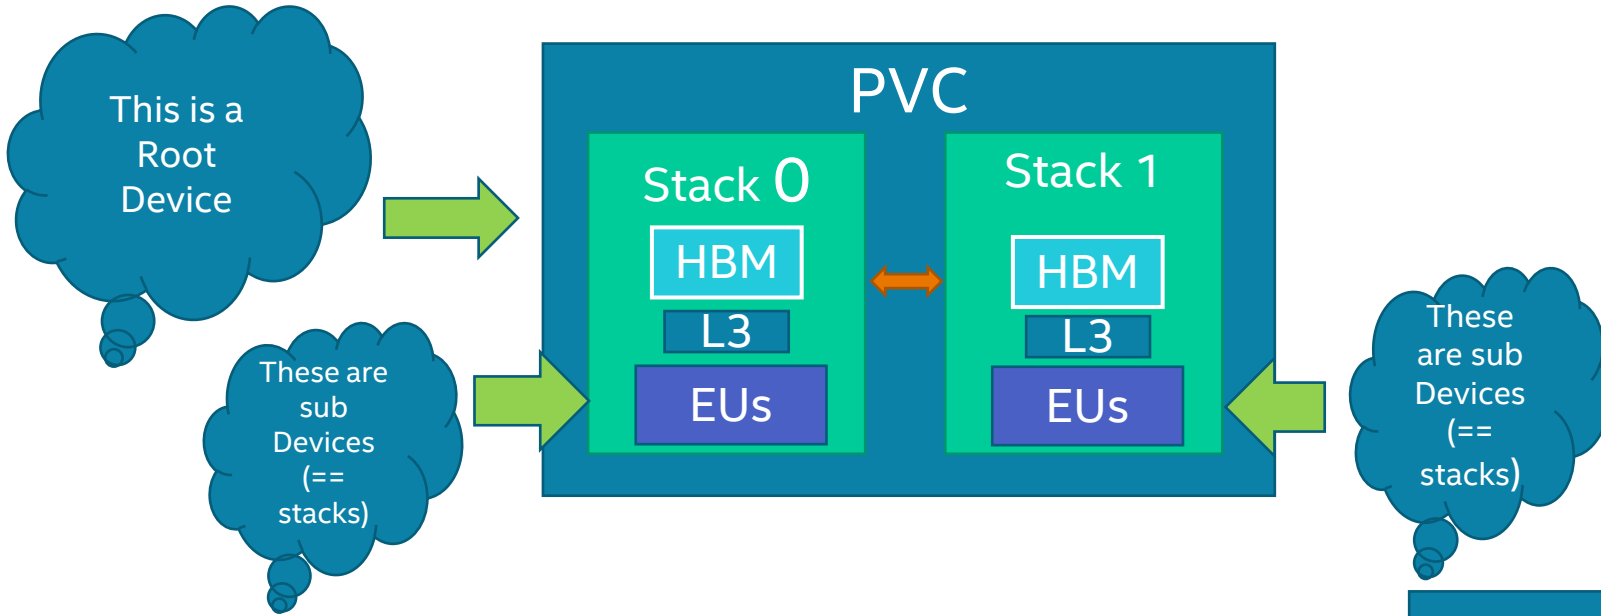 This is a
Root
Device
PVC
Stack 0
HBM
L3
EUs
Stack 1
HBM
L3
EUs
These are
sub
Devices
(==
stacks)
These
are sub
Devices
(==
stacks)